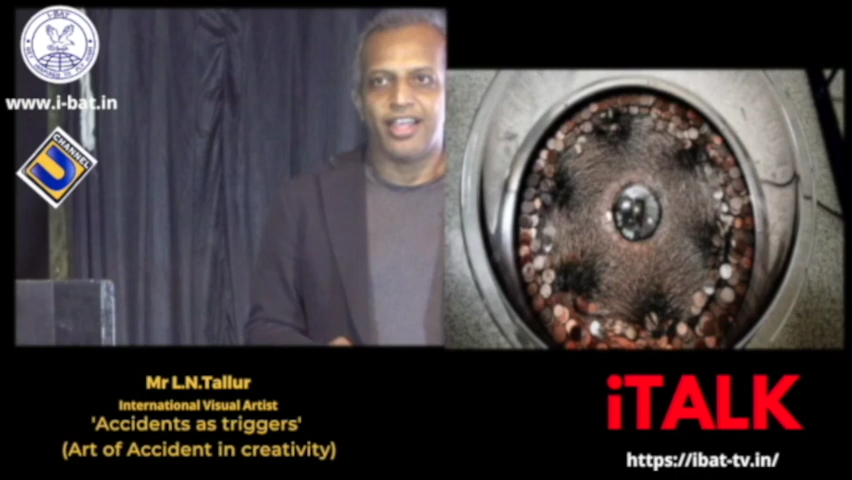 I-BAT
www.i-bat.in
CHANNEL
U
Mr L.N.Tallur
International Visual Artist
'Accidents as triggers'
(Art of Accident in creativity)
iTALK
https://ibat-tv.in/